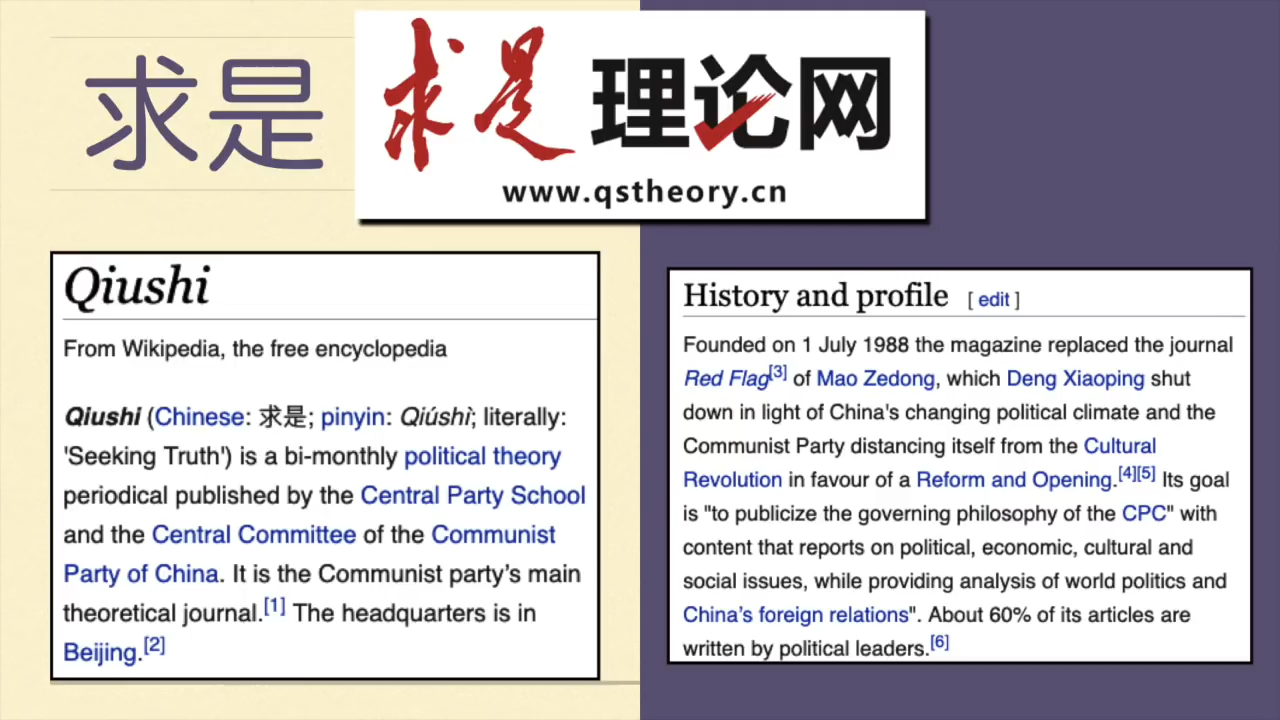 求是
求是理论网
www.qstheory.cn
Qiushi
From Wikipedia, the free encyclopedia
Qiushi (Chinese: 求是; pinyin: Qiúshì; literally:
'Seeking Truth') is a bi-monthly political theory
periodical published by the Central Party School
and the Central Committee of the Communist
Party of China. It is the Communist party’s main
theoretical journal.[1] The headquarters is in
Beijing.[2]
History and profile [ edit ]
Founded on 1 July 1988 the magazine replaced the journal
Red Flag[3] of Mao Zedong, which Deng Xiaoping shut
down in light of China's changing political climate and the
Communist Party distancing itself from the Cultural
Revolution in favour of a Reform and Opening.[4][5] Its goal
is "to publicize the governing philosophy of the CPC" with
content that reports on political, economic, cultural and
social issues, while providing analysis of world politics and
China’s foreign relations". About 60% of its articles are
written by political leaders.[6]